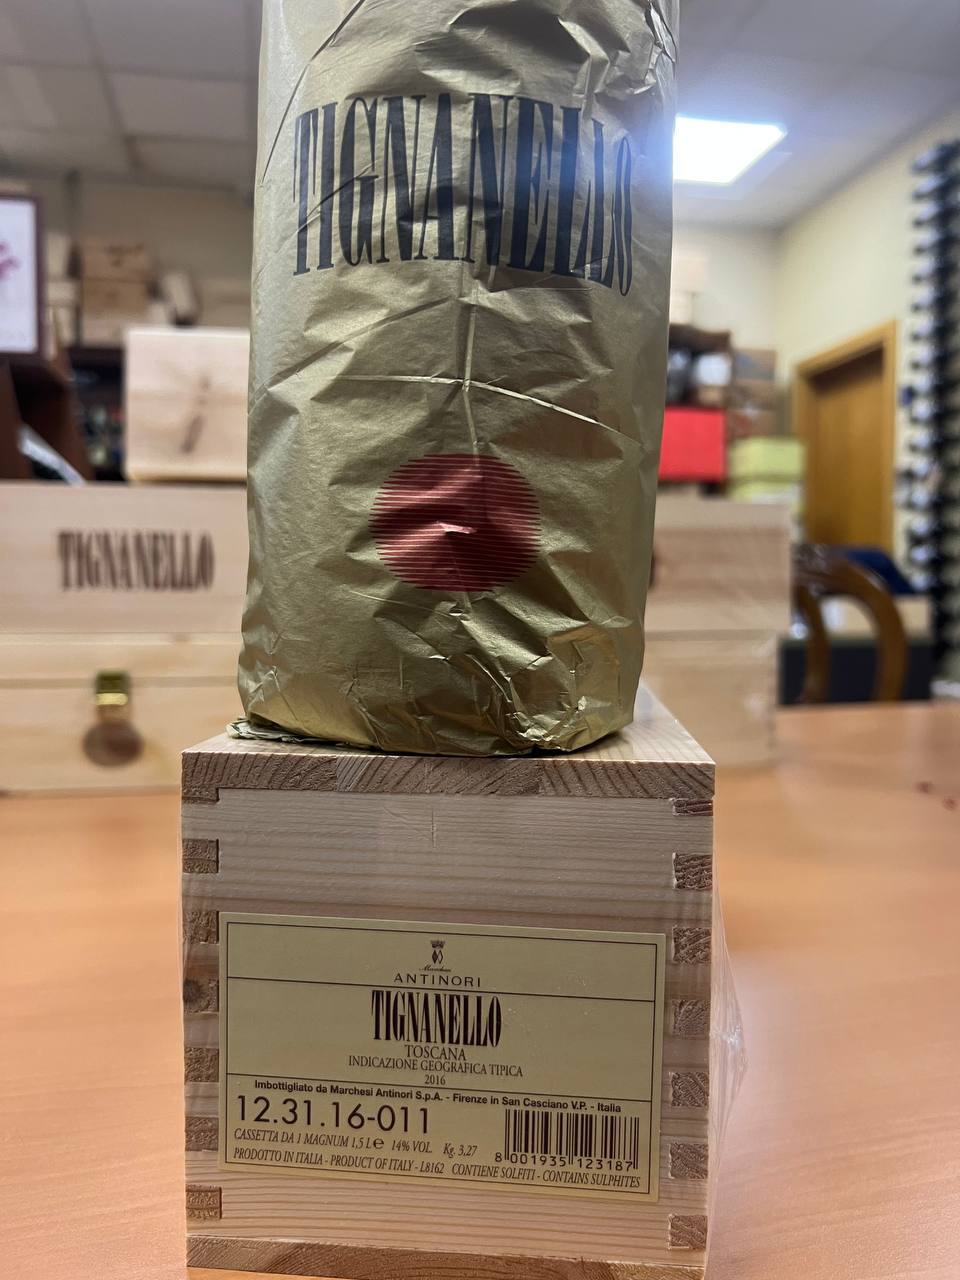 TIGNANELLO
TIGNANELLO
Marchesi
ANTINORI
TIGNANELLO
TOSCANA
INDICAZIONE GEOGRAFICA TIPICA
2016
Imbottigliato da Marchesi Antinori S.p.A. - Firenze in San Casciano V.P. - Italia
12.31.16-011
CASSETTA DA 1 MAGNUM 1,5 L e 14% VOL. Kg. 3,27
8 001935 123187
PRODOTTO IN ITALIA - PRODUCT OF ITALY - L8162 CONTIENE SOLFITI - CONTAINS SULPHITES